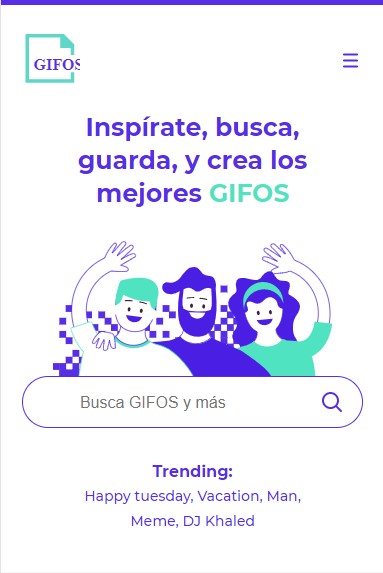 GIFOS
Inspírate, busca,
guarda, y crea los
mejores GIFOS
Busca GIFOS y más
Trending:
Happy tuesday, Vacation, Man,
Meme, DJ Khaled